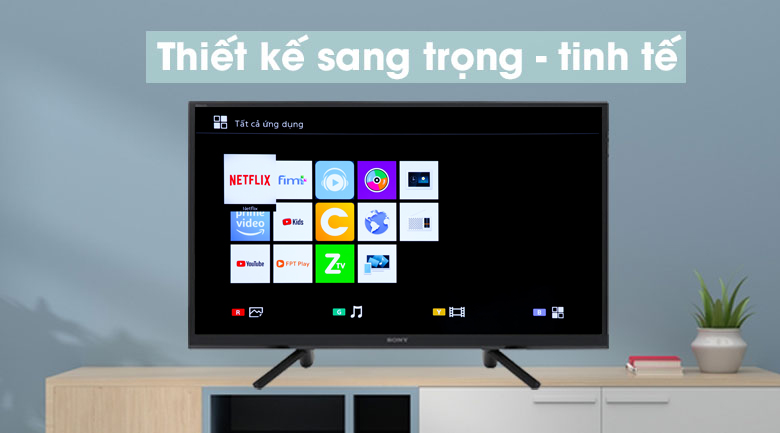 Thiết kế sang trọng - tinh tế
Tất cả ứng dụng
NETFLIX
fim+
Netflix
prime video
Kids
C
YouTube
FPT Play
Z TV
R
G
Y
B
SONY